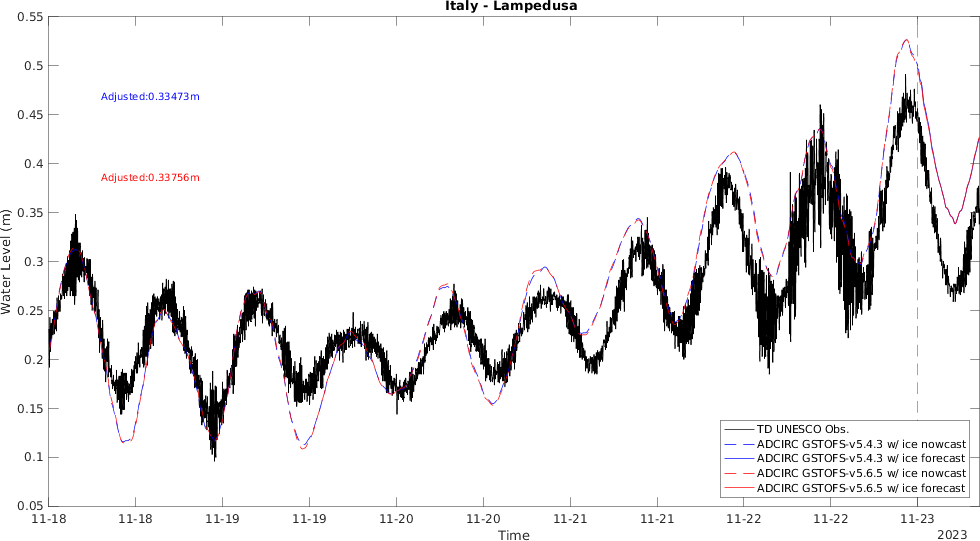 Italy - Lampedusa
0.55
0.5
0.45
0.4
0.35
0.3
0.25
0.2
0.15
0.1
0.05
Water Level (m)
Adjusted:0.33473m
Adjusted:0.33756m
TD UNESCO Obs.
ADCIRC GSTOFS-v5.4.3 w/ ice nowcast
ADCIRC GSTOFS-v5.4.3 w/ ice forecast
ADCIRC GSTOFS-v5.6.5 w/ ice nowcast
ADCIRC GSTOFS-v5.6.5 w/ ice forecast
11-18 11-18 11-19 11-19 11-20 11-20 11-21 11-21 11-22 11-22 11-23
Time
2023